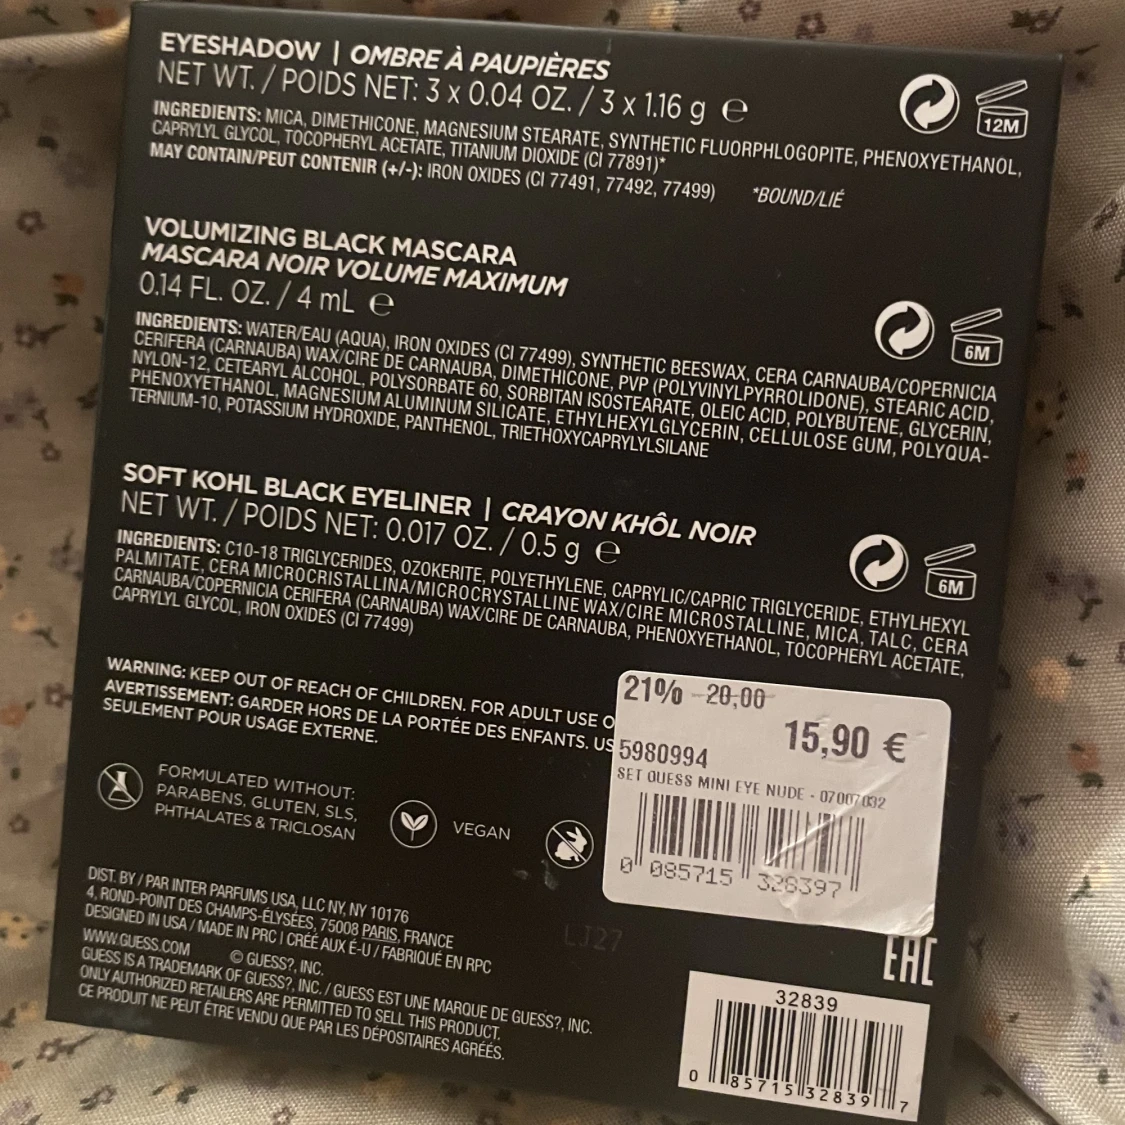 EYESHADOW | OMBRE À PAUPIÈRES
NET WT. / POIDS NET: 3 x 0.04 OZ. / 3 x 1.16 g ℮
12M
INGREDIENTS: MICA, DIMETHICONE, MAGNESIUM STEARATE, SYNTHETIC FLUORPHLOGOPITE, PHENOXYETHANOL,
CAPRYLYL GLYCOL, TOCOPHERYL ACETATE, TITANIUM DIOXIDE (CI 77891)*
MAY CONTAIN/PEUT CONTENIR (+/-): IRON OXIDES (CI 77491, 77492, 77499) *BOUND/LIÉ
VOLUMIZING BLACK MASCARA
MASCARA NOIR VOLUME MAXIMUM
0.14 FL. OZ. / 4 mL ℮
6M
INGREDIENTS: WATER/EAU (AQUA), IRON OXIDES (CI 77499), SYNTHETIC BEESWAX, CERA CARNAUBA/COPERNICIA
CERIFERA (CARNAUBA) WAX/CIRE DE CARNAUBA, DIMETHICONE, PVP (POLYVINYLPYRROLIDONE), STEARIC ACID,
NYLON-12, CETEARYL ALCOHOL, POLYSORBATE 60, SORBITAN ISOSTEARATE, OLEIC ACID, POLYBUTENE, GLYCERIN,
PHENOXYETHANOL, MAGNESIUM ALUMINUM SILICATE, ETHYLHEXYLGLYCERIN, CELLULOSE GUM, POLYQUA-
TERNIUM-10, POTASSIUM HYDROXIDE, PANTHENOL, TRIETHOXYCAPRYLYLSILANE
SOFT KOHL BLACK EYELINER | CRAYON KHÔL NOIR
NET WT. / POIDS NET: 0.017 OZ. / 0.5 g ℮
6M
INGREDIENTS: C10-18 TRIGLYCERIDES, OZOKERITE, POLYETHYLENE, CAPRYLIC/CAPRIC TRIGLYCERIDE, ETHYLHEXYL
PALMITATE, CERA MICROCRISTALLINA/MICROCRYSTALLINE WAX/CIRE MICROSTALLINE, MICA, TALC, CERA
CARNAUBA/COPERNICIA CERIFERA (CARNAUBA) WAX/CIRE DE CARNAUBA, PHENOXYETHANOL, TOCOPHERYL ACETATE,
CAPRYLYL GLYCOL, IRON OXIDES (CI 77499)
WARNING: KEEP OUT OF REACH OF CHILDREN. FOR ADULT USE O
AVERTISSEMENT: GARDER HORS DE LA PORTÉE DES ENFANTS. US
SEULEMENT POUR USAGE EXTERNE.
21% 20,00
15,90 €
5980994
SET GUESS MINI EYE NUDE - 07007032
0 085715 328397
FORMULATED WITHOUT:
PARABENS, GLUTEN, SLS,
PHTHALATES & TRICLOSAN
VEGAN
DIST. BY / PAR INTER PARFUMS USA, LLC NY, NY 10176
4, ROND-POINT DES CHAMPS-ÉLYSÉES, 75008 PARIS, FRANCE
DESIGNED IN USA / MADE IN PRC | CRÉÉ AUX É-U / FABRIQUÉ EN RPC
WWW.GUESS.COM © GUESS?, INC.
GUESS IS A TRADEMARK OF GUESS?, INC. / GUESS EST UNE MARQUE DE GUESS?, INC.
ONLY AUTHORIZED RETAILERS ARE PERMITTED TO SELL THIS PRODUCT.
CE PRODUIT NE PEUT ÊTRE VENDU QUE PAR LES DÉPOSITAIRES AGRÉÉS.
EAC
32839
0 85715 32839 7